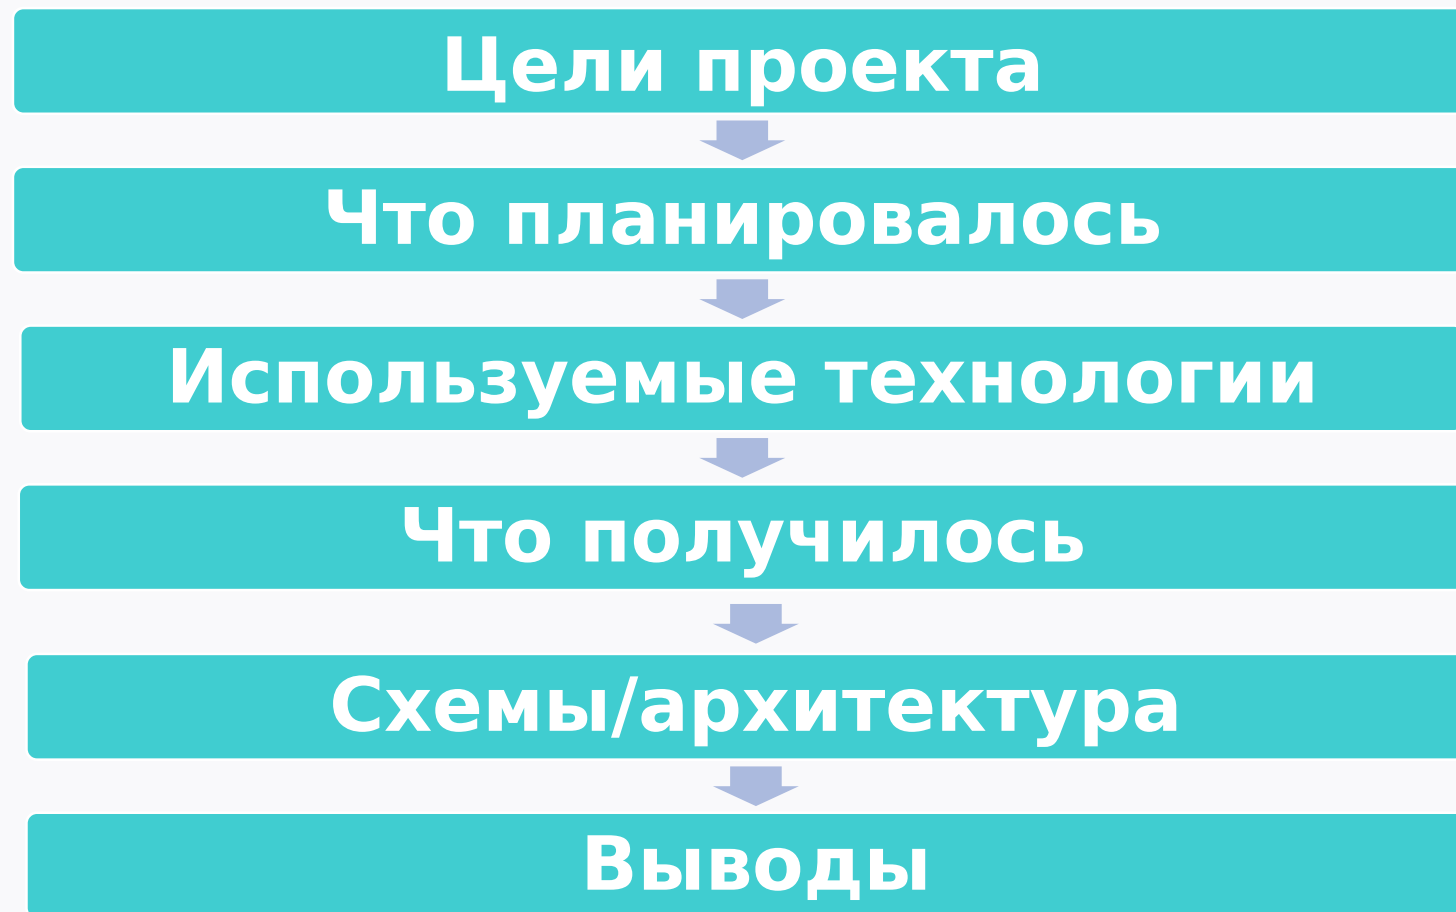 Цели проекта
Что планировалось
Используемые технологии
Что получилось
Схемы/архитектура
Выводы